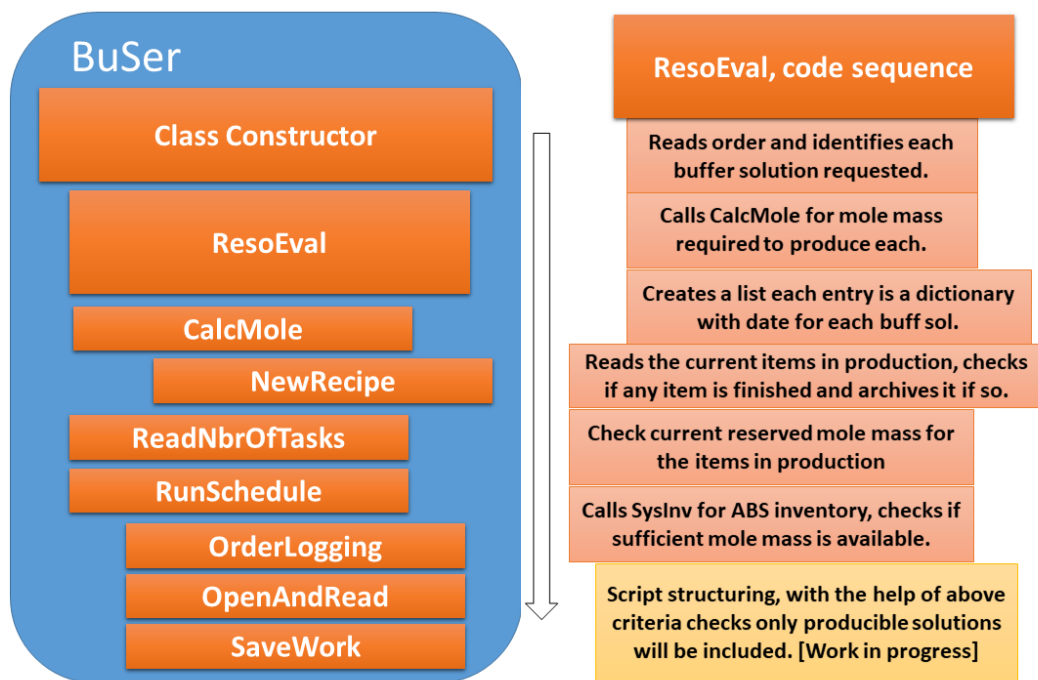 BuSer
Class Constructor
ResoEval
CalcMole
NewRecipe
ReadNbrOfTasks
RunSchedule
OrderLogging
OpenAndRead
SaveWork
ResoEval, code sequence
Reads order and identifies each
buffer solution requested.
Calls CalcMole for mole mass
required to produce each.
Creates a list each entry is a dictionary
with date for each buff sol.
Reads the current items in production, checks
if any item is finished and archives it if so.
Check current reserved mole mass for
the items in production
Calls SysInv for ABS inventory, checks if
sufficient mole mass is available.
Script structuring, with the help of above
criteria checks only producible solutions
will be included. [Work in progress]